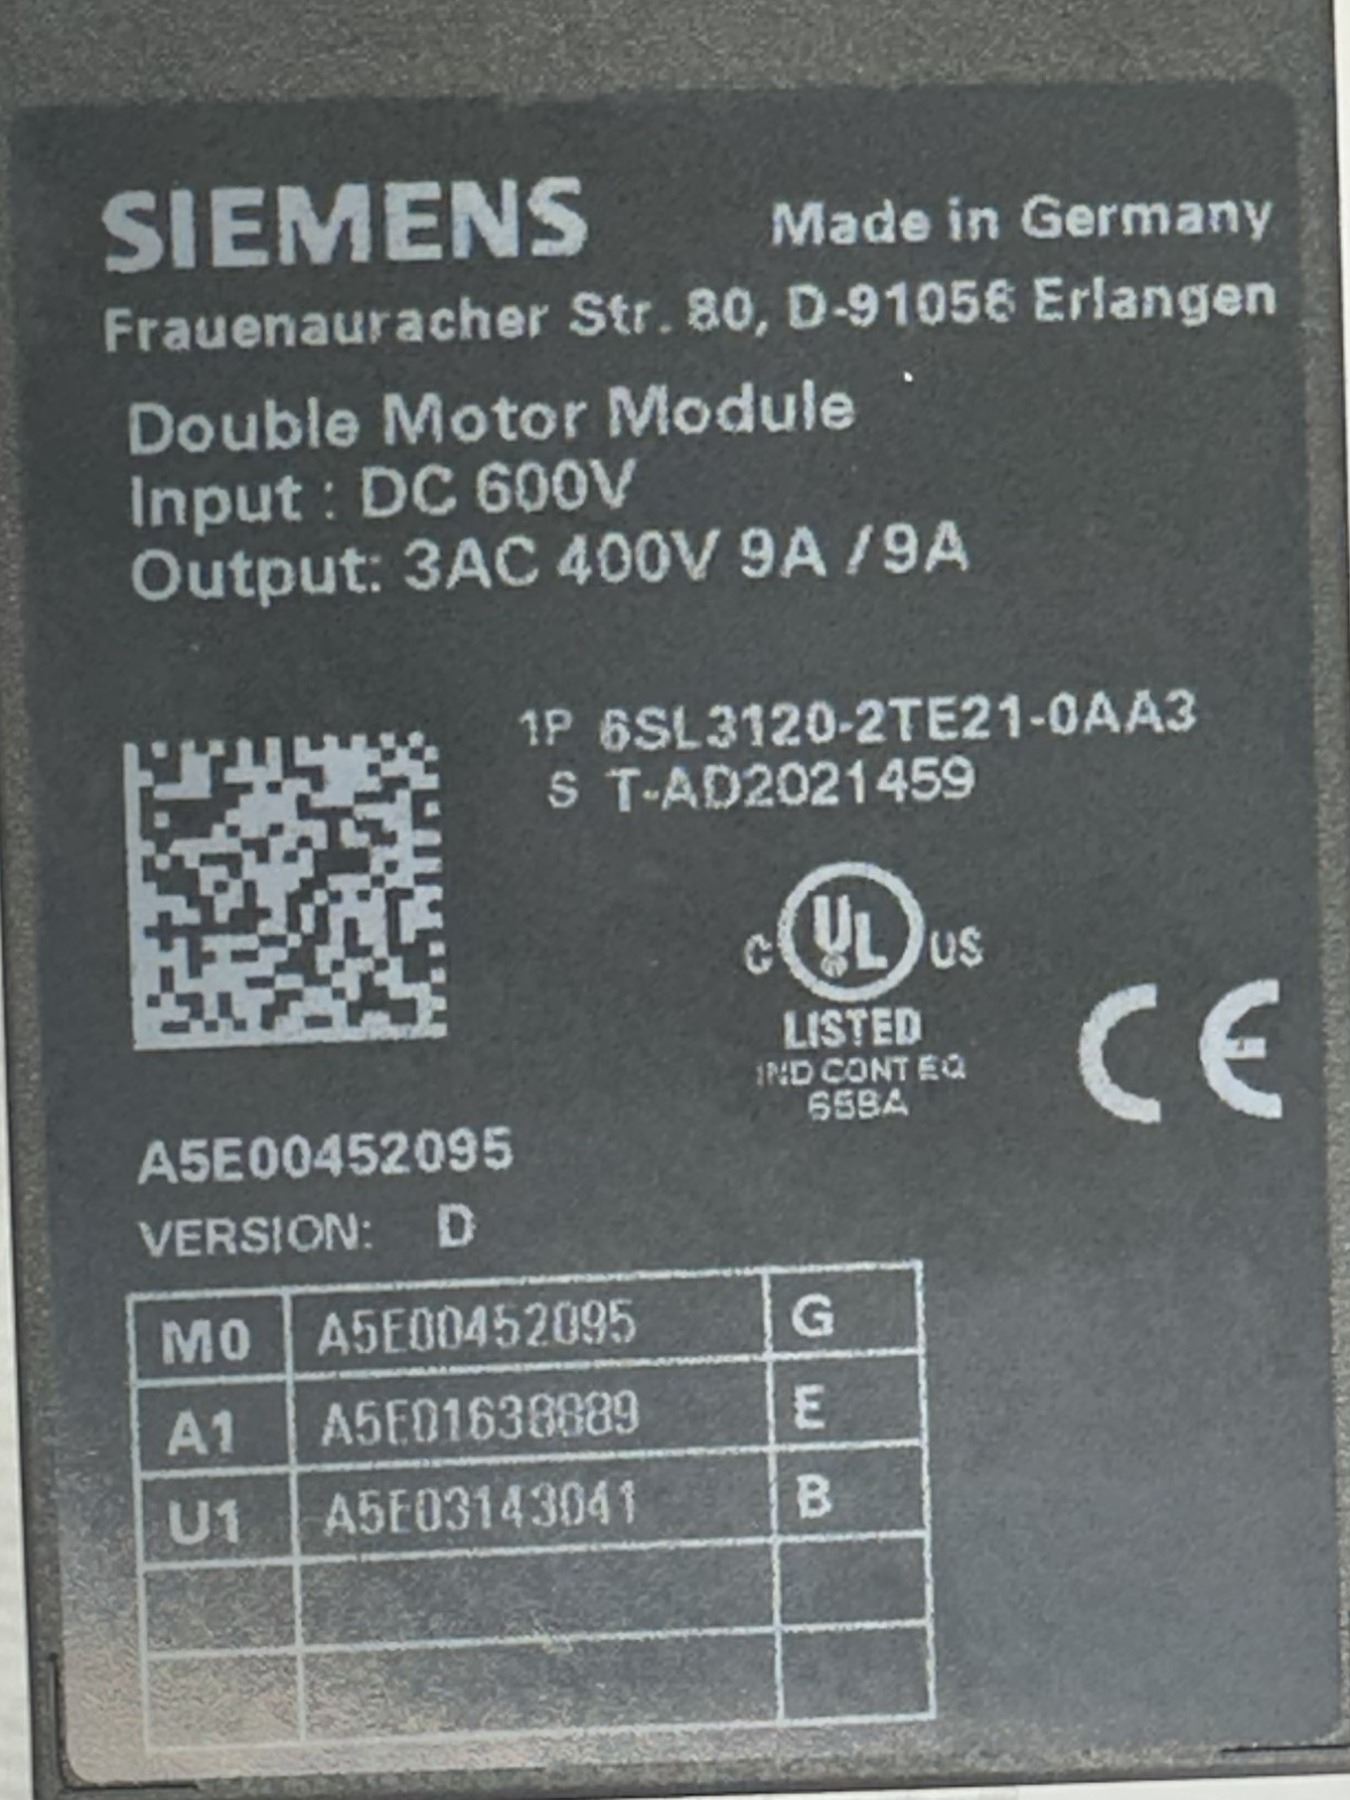 SIEMENS
Made in Germany
Frauenauracher Str. 80, D-91056 Erlangen
Double Motor Module
Input : DC 600V
Output: 3AC 400V 9A / 9A
1P 6SL3120-2TE21-0AA3
S T-AD2021459
C UL US
LISTED
IND CONT EQ
65BA
CE
A5E00452095
VERSION: D
M0 A5E00452095 G
A1 A5E01638889 E
U1 A5E03143041 B